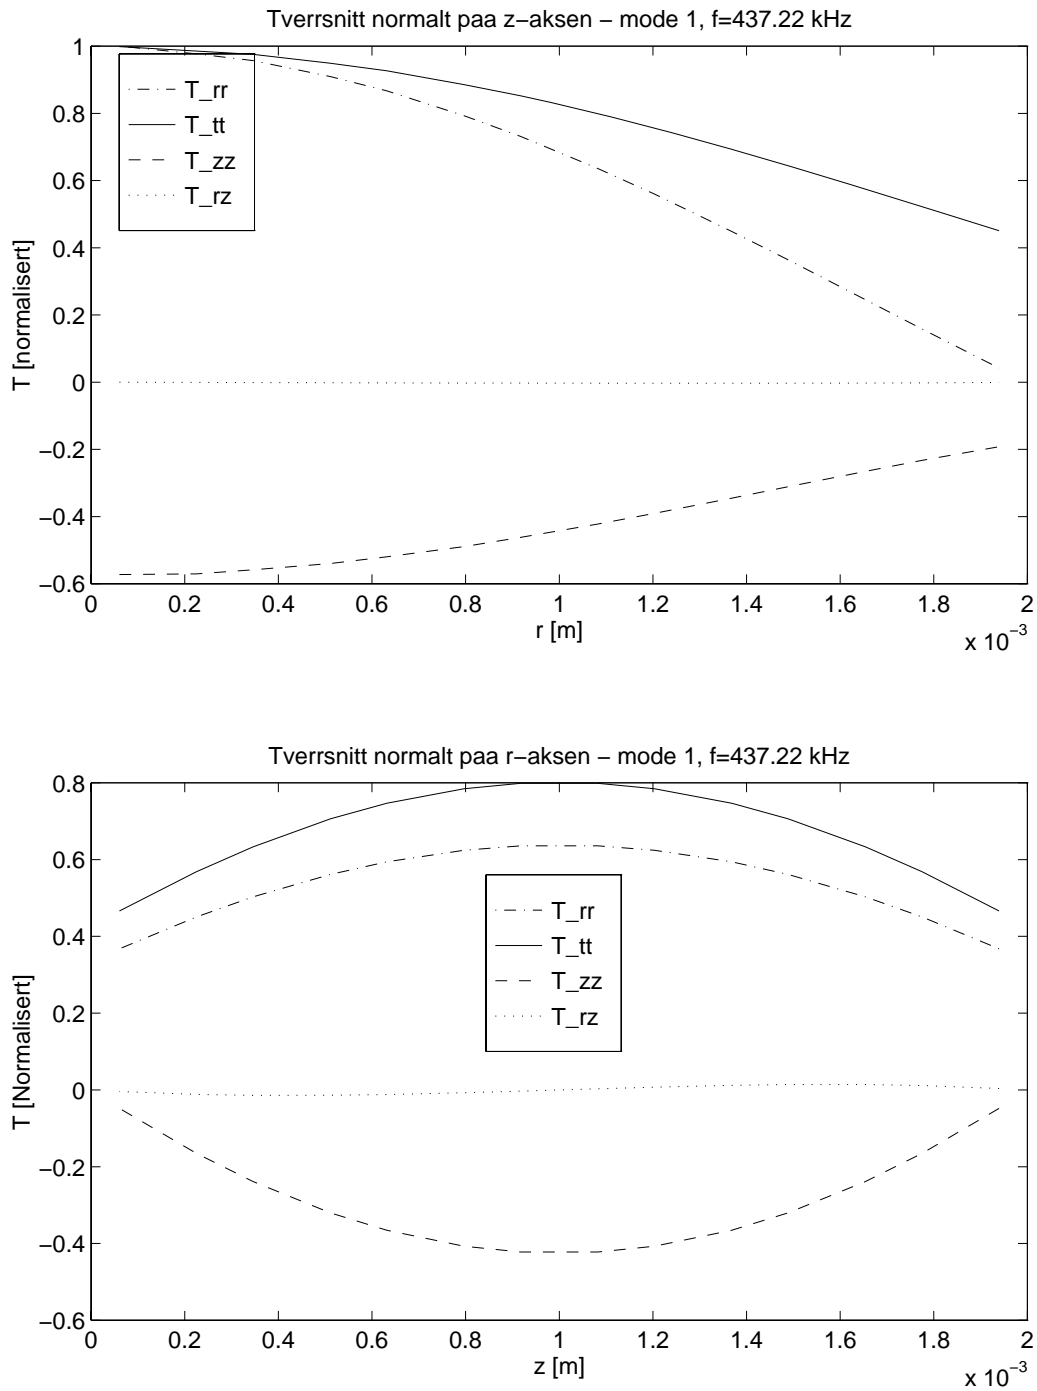 Tverrsnitt normalt paa z−aksen − mode 1, f=437.22 kHz
1
0.8
0.6
0.4
0.2
0
−0.2
−0.4
−0.6
T [normalisert]
T_rr
T_tt
T_zz
T_rz
0 0.2 0.4 0.6 0.8 1 1.2 1.4 1.6 1.8 2
r [m]
x 10−3
Tverrsnitt normalt paa r−aksen − mode 1, f=437.22 kHz
0.8
0.6
0.4
0.2
0
−0.2
−0.4
−0.6
T [Normalisert]
T_rr
T_tt
T_zz
T_rz
0 0.2 0.4 0.6 0.8 1 1.2 1.4 1.6 1.8 2
z [m]
x 10−3